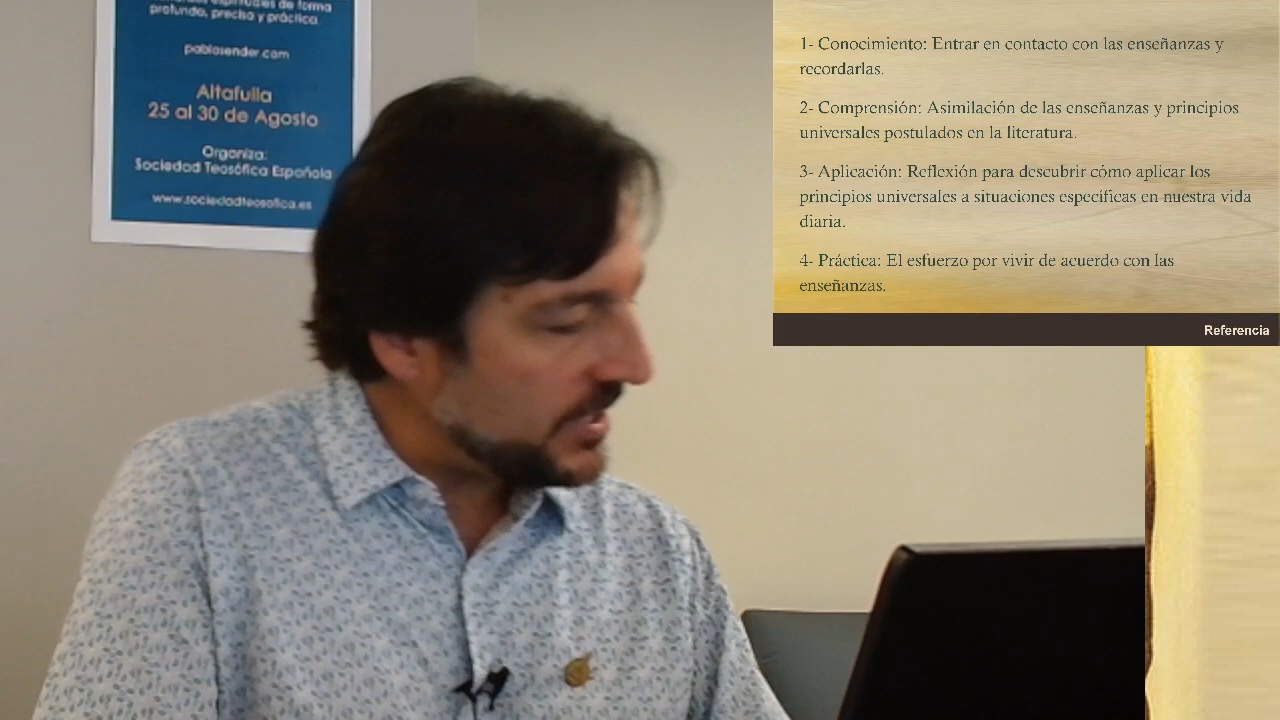 profunda, precisa y práctica.
pablosender.com
Altafulla
25 al 30 de Agosto
Organiza:
Sociedad Teosófica Española
www.sociedadteosofica.es
1- Conocimiento: Entrar en contacto con las enseñanzas y
recordarlas.
2- Comprensión: Asimilación de las enseñanzas y principios
universales postulados en la literatura.
3- Aplicación: Reflexión para descubrir cómo aplicar los
principios universales a situaciones específicas en nuestra vida
diaria.
4- Práctica: El esfuerzo por vivir de acuerdo con las
enseñanzas.
Referencia